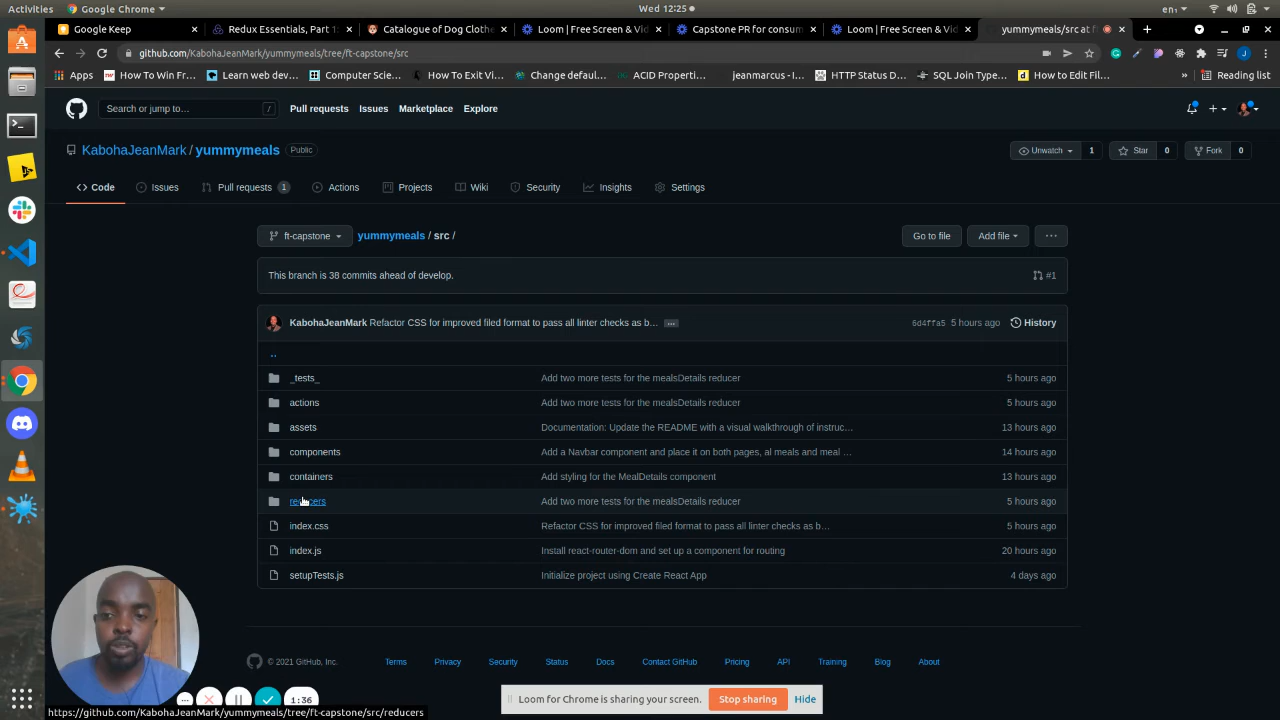 Activities
Google Chrome
Wed 12:25
en
Google Keep
Redux Essentials, Part 1
Catalogue of Dog Clothe
Loom | Free Screen & Vid
Capstone PR for consum
Loom | Free Screen & Vid
yummymeals/src at f
github.com/KabohaJeanMark/yummymeals/tree/ft-capstone/src
J
Apps
How To Win Fr...
Learn web dev...
Computer Scie...
How To Exit Vi...
Change defaul...
ACID Properti...
jeanmarcus - I...
HTTP Status D...
SQL Join Type...
How to Edit Fil...
»
Reading list
Search or jump to...
/
Pull requests
Issues
Marketplace
Explore
KabohaJeanMark / yummymeals
Public
Unwatch
1
Star
0
Fork
0
<> Code
Issues
Pull requests
1
Actions
Projects
Wiki
Security
Insights
Settings
ft-capstone
yummymeals / src /
Go to file
Add file
...
This branch is 38 commits ahead of develop.
#1
KabohaJeanMark Refactor CSS for improved filed format to pass all linter checks as b...
...
6d4ffa5
5 hours ago
History
..
_tests_
Add two more tests for the mealsDetails reducer
5 hours ago
actions
Add two more tests for the mealsDetails reducer
5 hours ago
assets
Documentation: Update the README with a visual walkthrough of instruc...
13 hours ago
components
Add a Navbar component and place it on both pages, al meals and meal ...
14 hours ago
containers
Add styling for the MealDetails component
13 hours ago
reducers
Add two more tests for the mealsDetails reducer
5 hours ago
index.css
Refactor CSS for improved filed format to pass all linter checks as b...
5 hours ago
index.js
Install react-router-dom and set up a component for routing
20 hours ago
setupTests.js
Initialize project using Create React App
4 days ago
© 2021 GitHub, Inc.
Terms
Privacy
Security
Status
Docs
Contact GitHub
Pricing
API
Training
Blog
About
1:36
Loom for Chrome is sharing your screen.
Stop sharing
Hide
https://github.com/KabohaJeanMark/yummymeals/tree/ft-capstone/src/reducers